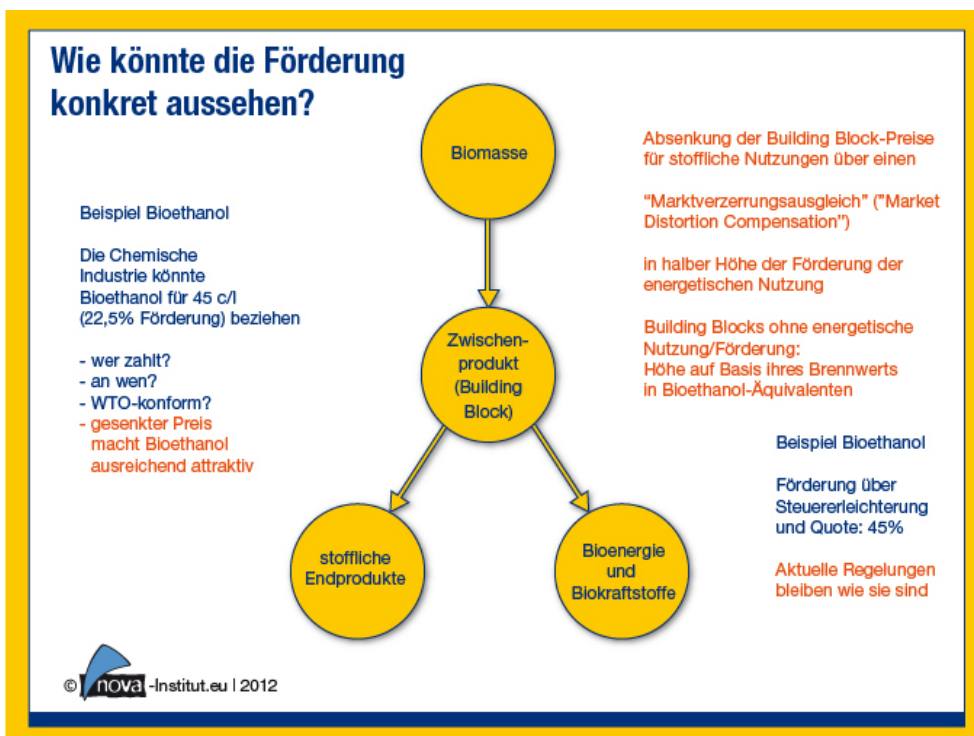 Wie könnte die Förderung
konkret aussehen?
Biomasse
Absenkung der Building Block-Preise
für stoffliche Nutzungen über einen
“Marktverzerrungsausgleich” (”Market
Distortion Compensation”)
in halber Höhe der Förderung der
energetischen Nutzung
Building Blocks ohne energetische
Nutzung/Förderung:
Höhe auf Basis ihres Brennwerts
in Bioethanol-Äquivalenten
Beispiel Bioethanol
Die Chemische
Industrie könnte
Bioethanol für 45 c/l
(22,5% Förderung) beziehen
- wer zahlt?
- an wen?
- WTO-konform?
- gesenkter Preis
macht Bioethanol
ausreichend attraktiv
Zwischen-
produkt
(Building
Block)
Beispiel Bioethanol
Förderung über
Steuererleichterung
und Quote: 45%
Aktuelle Regelungen
bleiben wie sie sind
stoffliche
Endprodukte
Bioenergie
und
Biokraftstoffe
© nova-Institut.eu | 2012